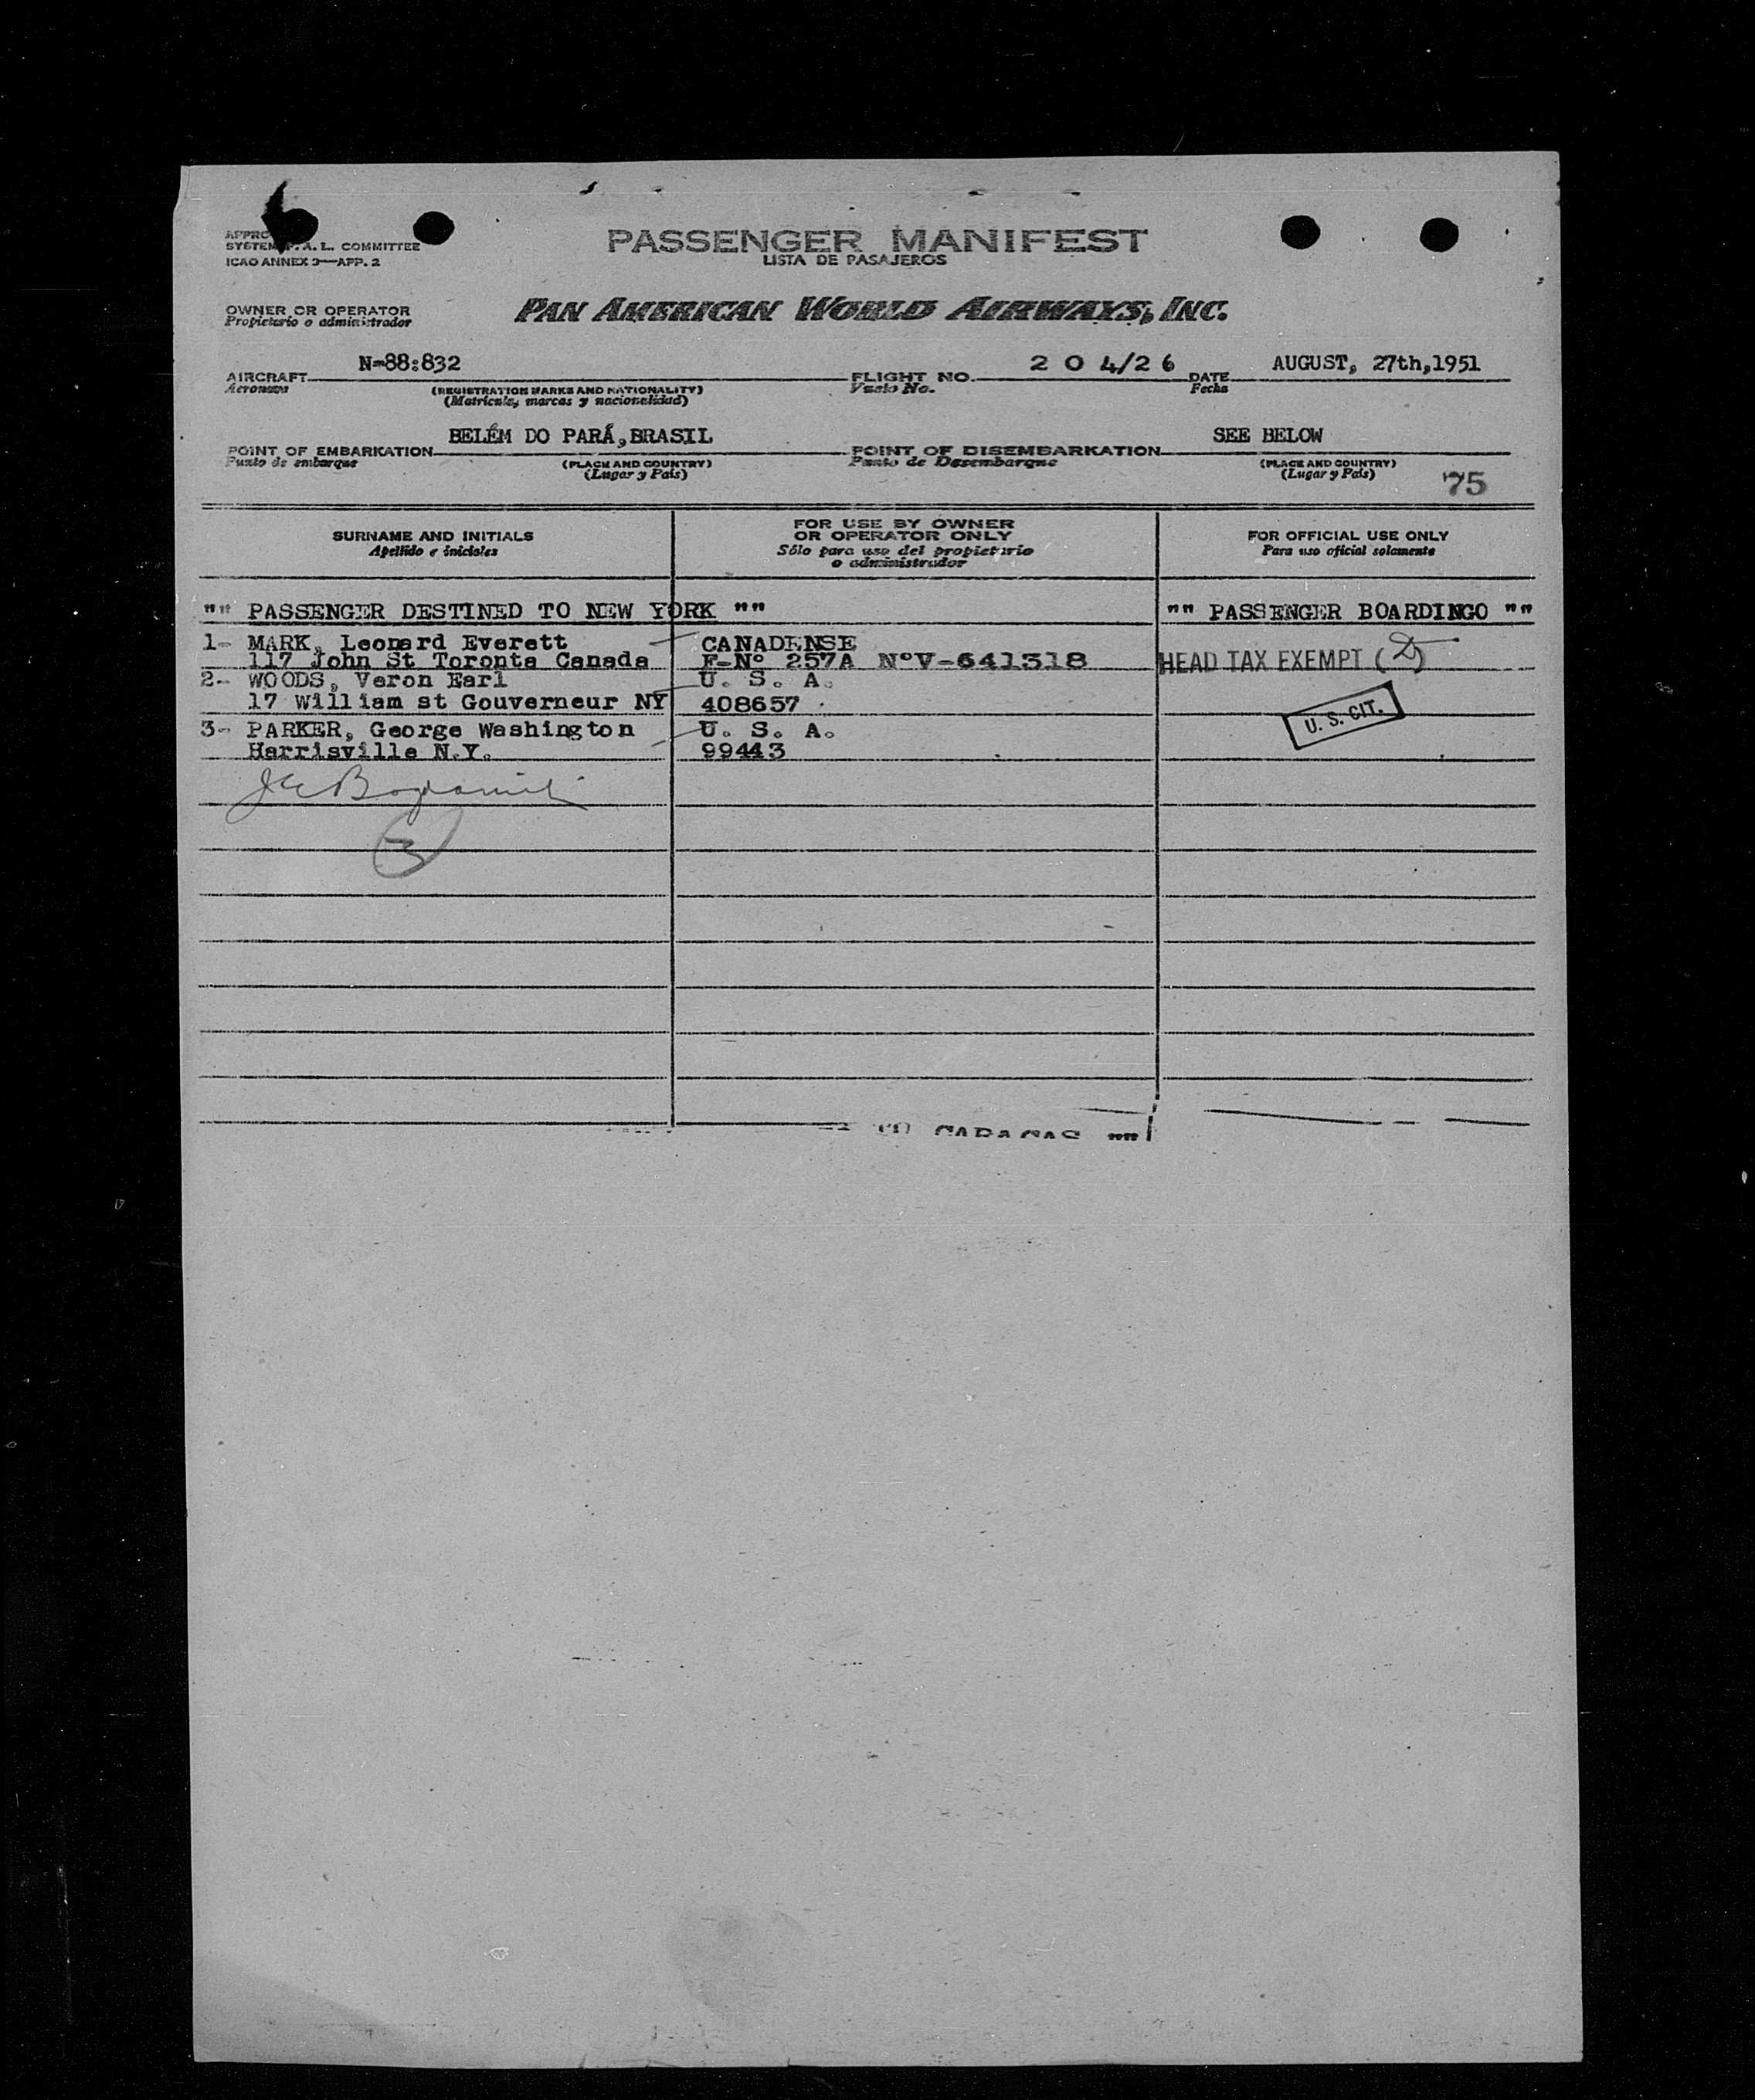 PASSENGER MANIFEST
LISTA DE PASAJEROS
SYSTEM F.A.L. COMMITTEE
ICAO ANNEX 9—APP. 2
OWNER OR OPERATOR
Propietario o administrador
PAN AMERICAN WORLD AIRWAYS, INC.
AIRCRAFT N-88:832 FLIGHT NO. 2 0 4/26 DATE AUGUST, 27th,1951
Aeronave (REGISTRATION MARKS AND NATIONALITY) Vuelo No. Fecha
(Matrícula, marcas y nacionalidad)
POINT OF EMBARKATION BELÉM DO PARÁ,BRASIL POINT OF DISEMBARKATION SEE BELOW
Punto de embarque (PLACE AND COUNTRY) Punto de Desembarque (PLACE AND COUNTRY)
(Lugar y País) (Lugar y País) 75
SURNAME AND INITIALS
Apellido e iniciales
FOR USE BY OWNER
OR OPERATOR ONLY
Sólo para uso del propietario
o administrador
FOR OFFICIAL USE ONLY
Para uso oficial solamente
"" PASSENGER DESTINED TO NEW YORK "" "" PASSENGER BOARDINGO ""
1- MARK, Leonard Everett CANADENSE
117 John St Toronto Canada F-Nº 257A NºV-641318 HEAD TAX EXEMPT
2- WOODS, Veron Earl U. S. A.
17 William st Gouverneur NY 408657
U. S. CIT.
3- PARKER, George Washington U. S. A.
Harrisville N.Y. 99443
3
TO CARACAS ""